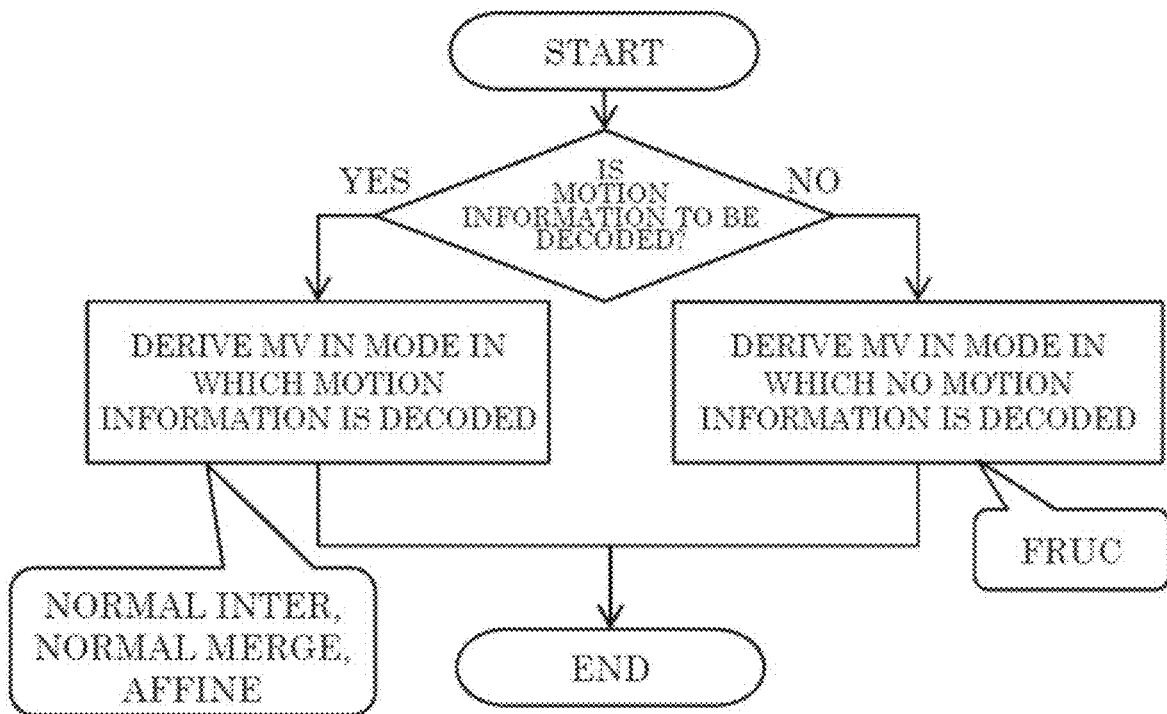 START
YES
NO
IS
MOTION
INFORMATION TO BE
DECODED?
DERIVE MV IN MODE IN
WHICH MOTION
INFORMATION IS DECODED
DERIVE MV IN MODE IN
WHICH NO MOTION
INFORMATION IS DECODED
NORMAL INTER,
NORMAL MERGE,
AFFINE
FRUC
END